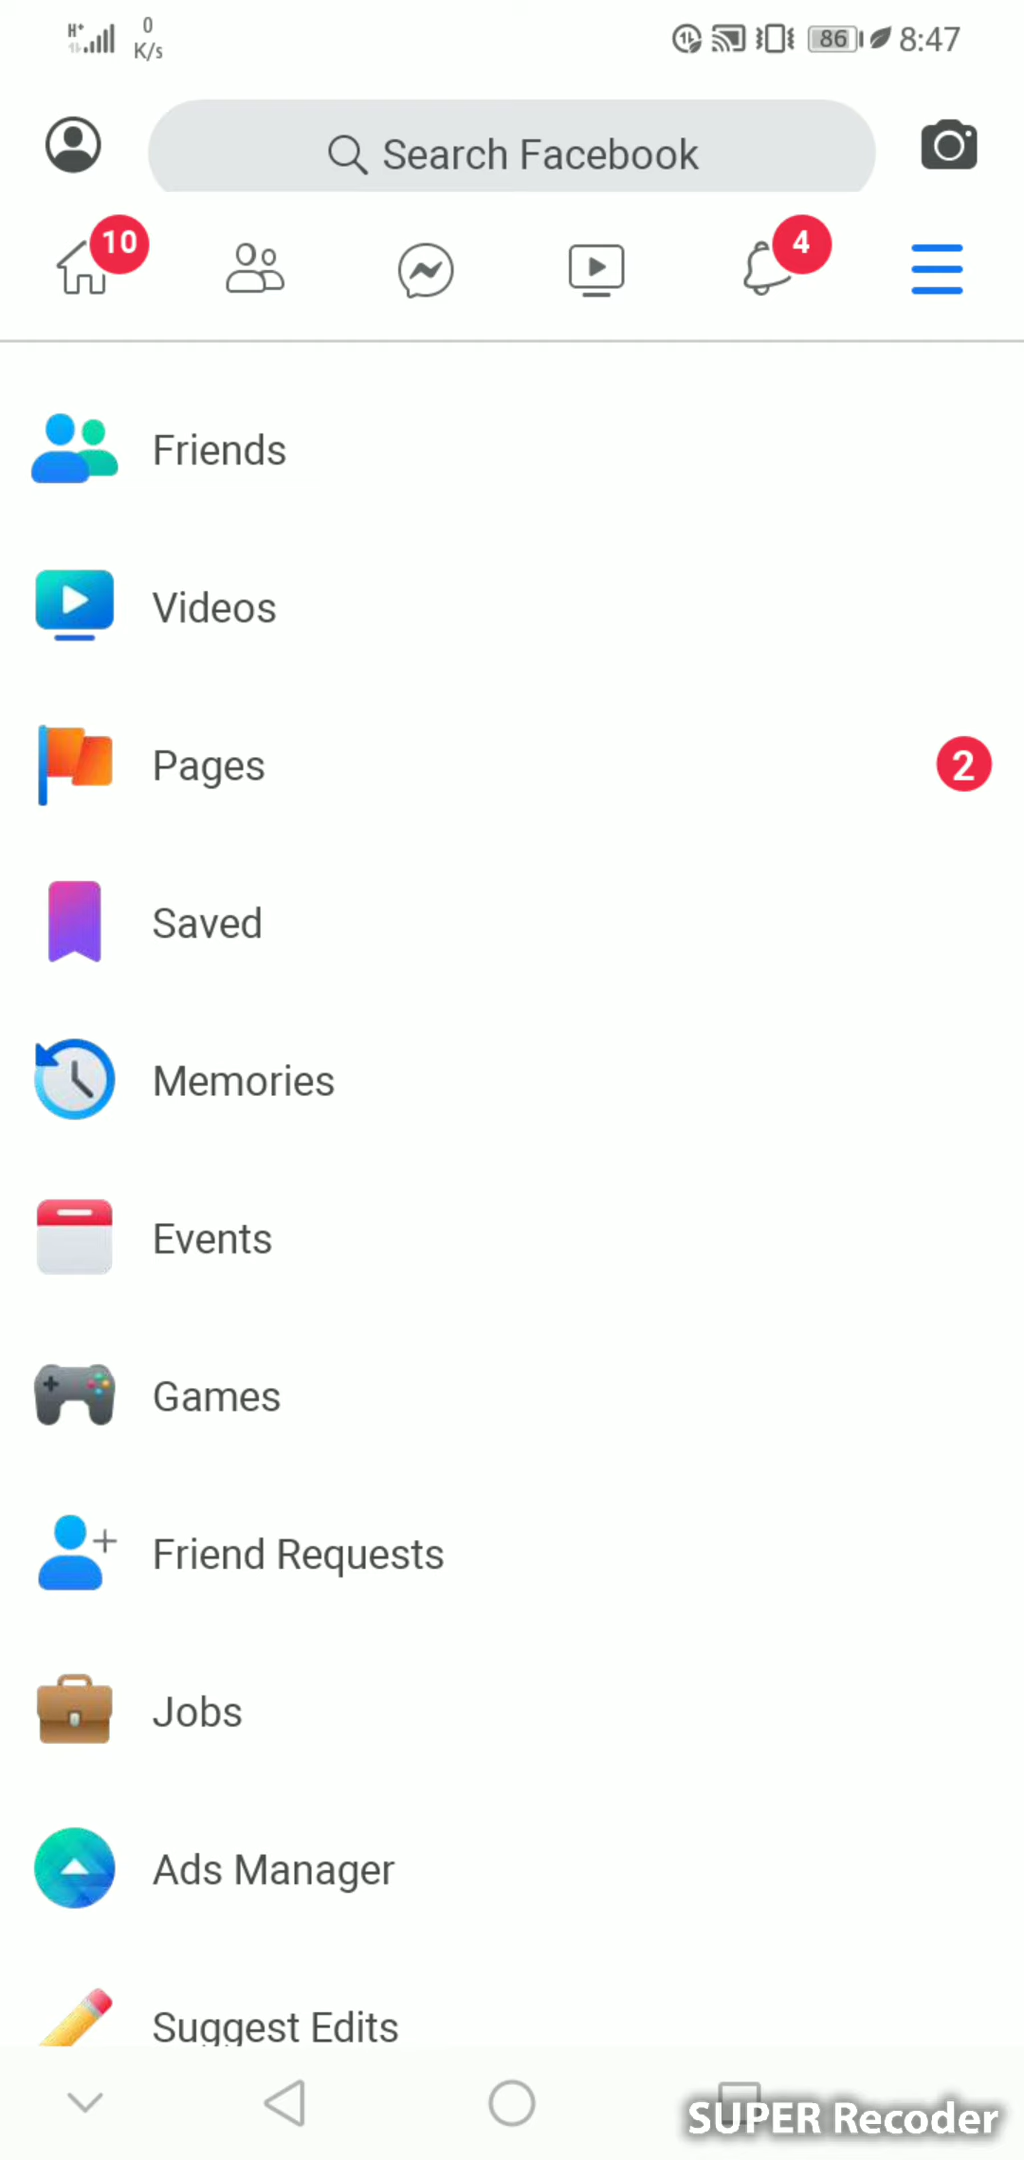 H+
0
K/s
86
8:47
Search Facebook
10
4
Friends
Videos
Pages
2
Saved
Memories
Events
Games
Friend Requests
Jobs
Ads Manager
Suggest Edits
SUPER Recoder